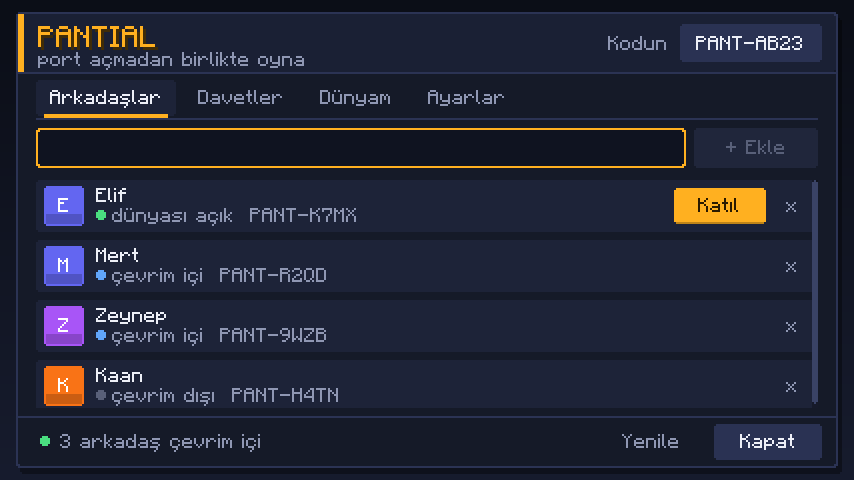 PANTIAL
port açmadan birlikte oyna
Kodun PANT-AB23
Arkadaşlar Davetler Dünyam Ayarlar
+ Ekle
E Elif
dünyası açık PANT-K7MX
Katıl x
M Mert
çevrim içi PANT-R2QD
x
Z Zeynep
çevrim içi PANT-9WZB
x
K Kaan
çevrim dışı PANT-H4TN
x
3 arkadaş çevrim içi
Yenile Kapat